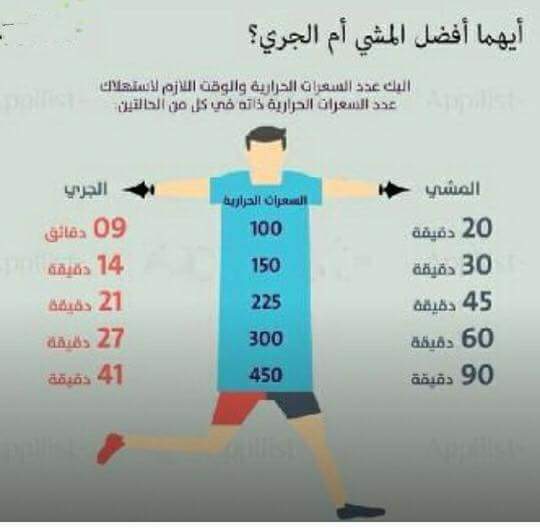 أيهما أفضل المشي أم الجري؟
اليك عدد السعرات الحرارية والوقت اللازم لاستهلاك
عدد السعرات الحرارية ذاته في كل من الحالتين:
المشي
الجري
السعرات الحرارية
20 دقيقة 100 09 دقائق
30 دقيقة 150 14 دقيقة
45 دقيقة 225 21 دقيقة
60 دقيقة 300 27 دقيقة
90 دقيقة 450 41 دقيقة
Appilist